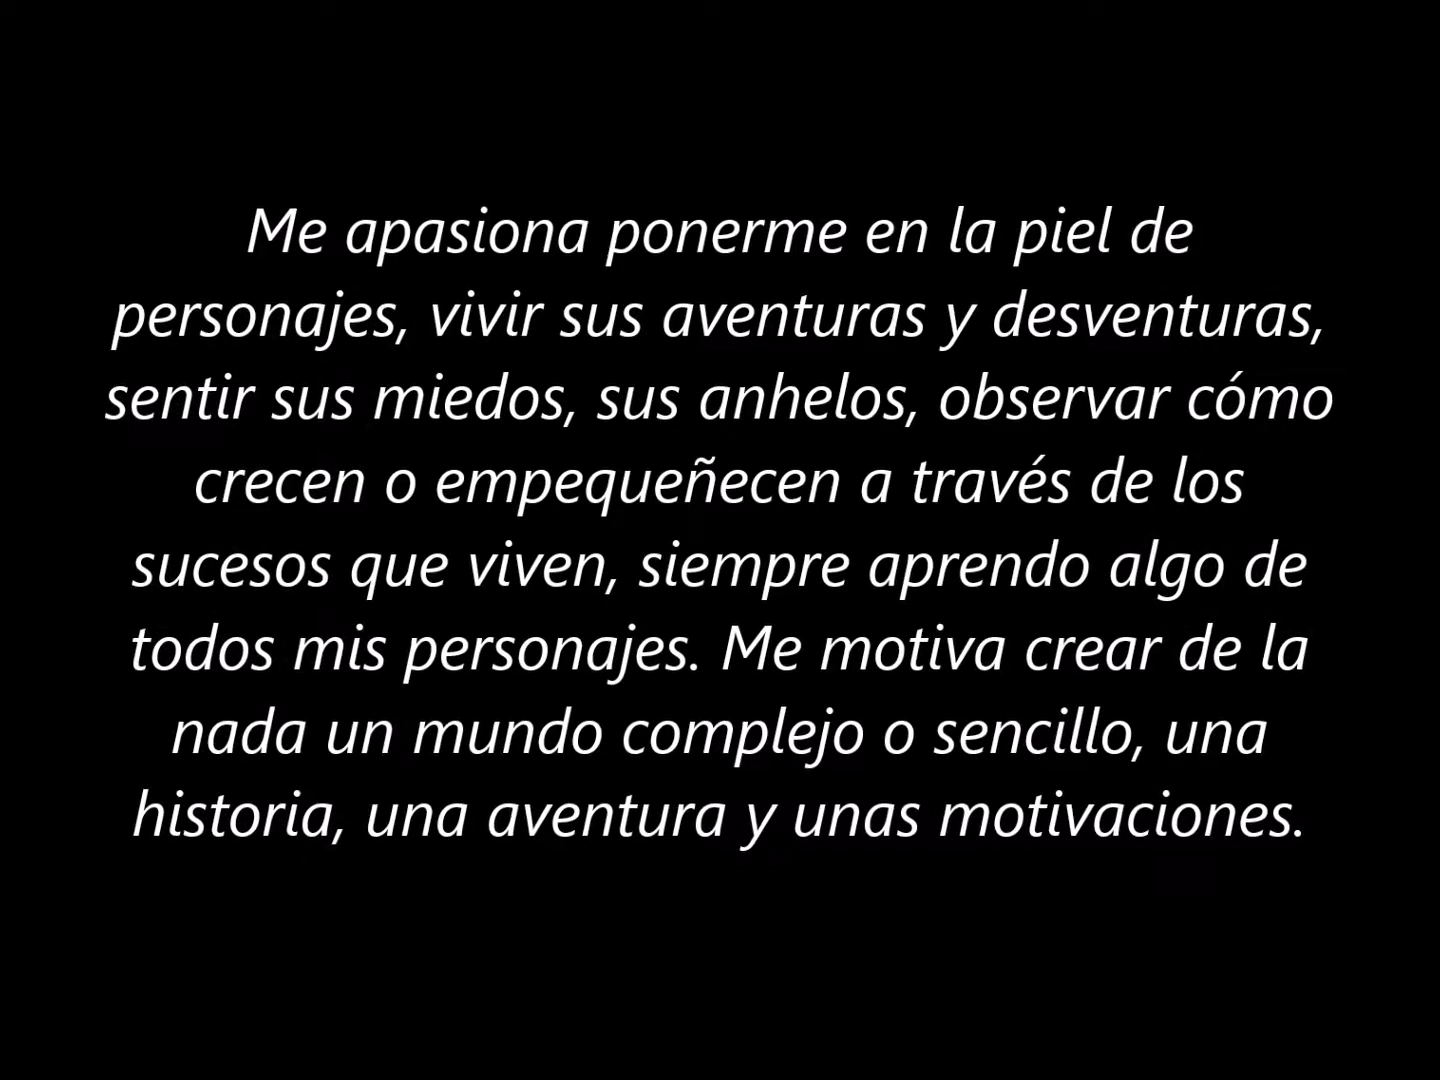 Me apasiona ponerme en la piel de
personajes, vivir sus aventuras y desventuras,
sentir sus miedos, sus anhelos, observar cómo
crecen o empequeñecen a través de los
sucesos que viven, siempre aprendo algo de
todos mis personajes. Me motiva crear de la
nada un mundo complejo o sencillo, una
historia, una aventura y unas motivaciones.